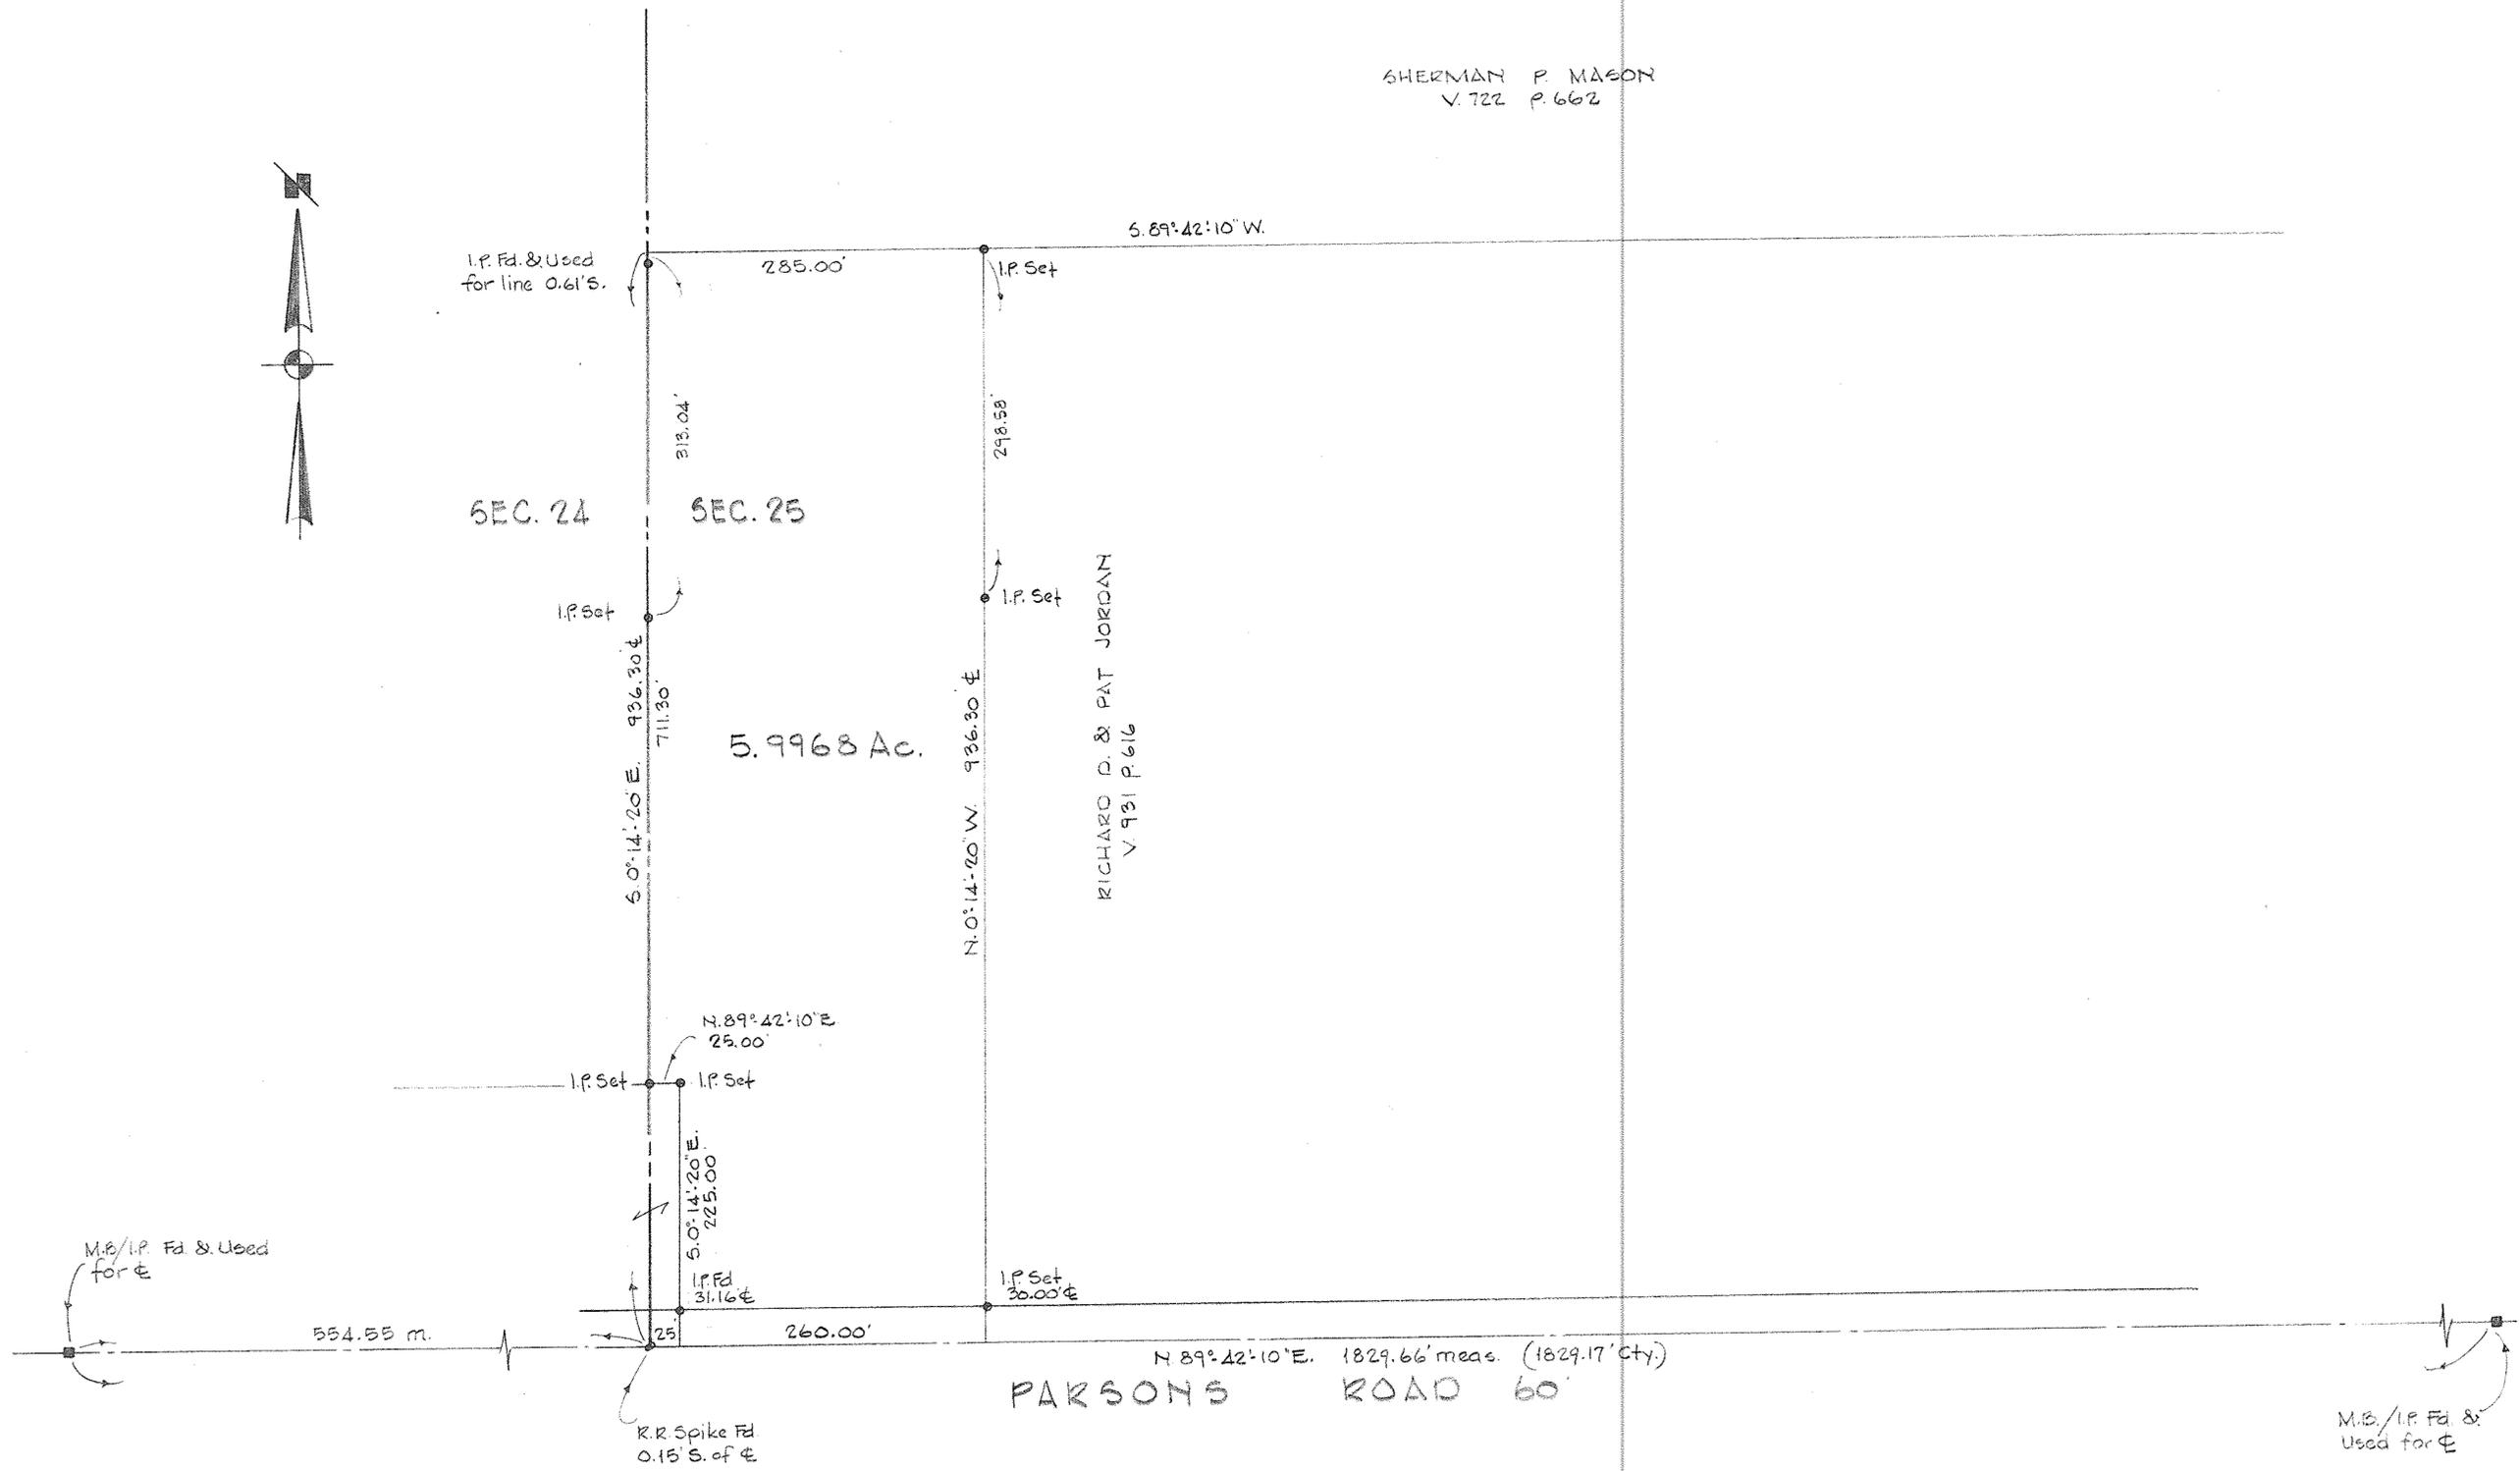 SHERMAN P. MASON
V. 722 P. 662
N
S. 89°-42'-10" W.
I.P. Fd. & Used
for line 0.61' S.
285.00'
I.P. Set
313.04'
298.58'
SEC. 24
SEC. 25
I.P. Set
I.P. Set
RICHARD D. & PAT JORDAN
V. 931 P. 616
S. 0°-14'-20" E. 936.30' ℄
711.30'
5.9968 Ac.
N. 0°-14'-20" W. 936.30' ℄
N. 89°-42'-10" E
25.00'
I.P. Set
I.P. Set
S. 0°-14'-20" E.
225.00'
M.B./I.P. Fd. & Used
for ℄
I.P. Fd
31.16' ℄
I.P. Set
30.00' ℄
554.55 m.
25'
260.00'
N 89°-42'-10" E. 1829.66' meas. (1829.17' Cty.)
PARSONS ROAD 60'
R.R. Spike Fd.
0.15' S. of ℄
M.B./I.P. Fd. &
Used for ℄